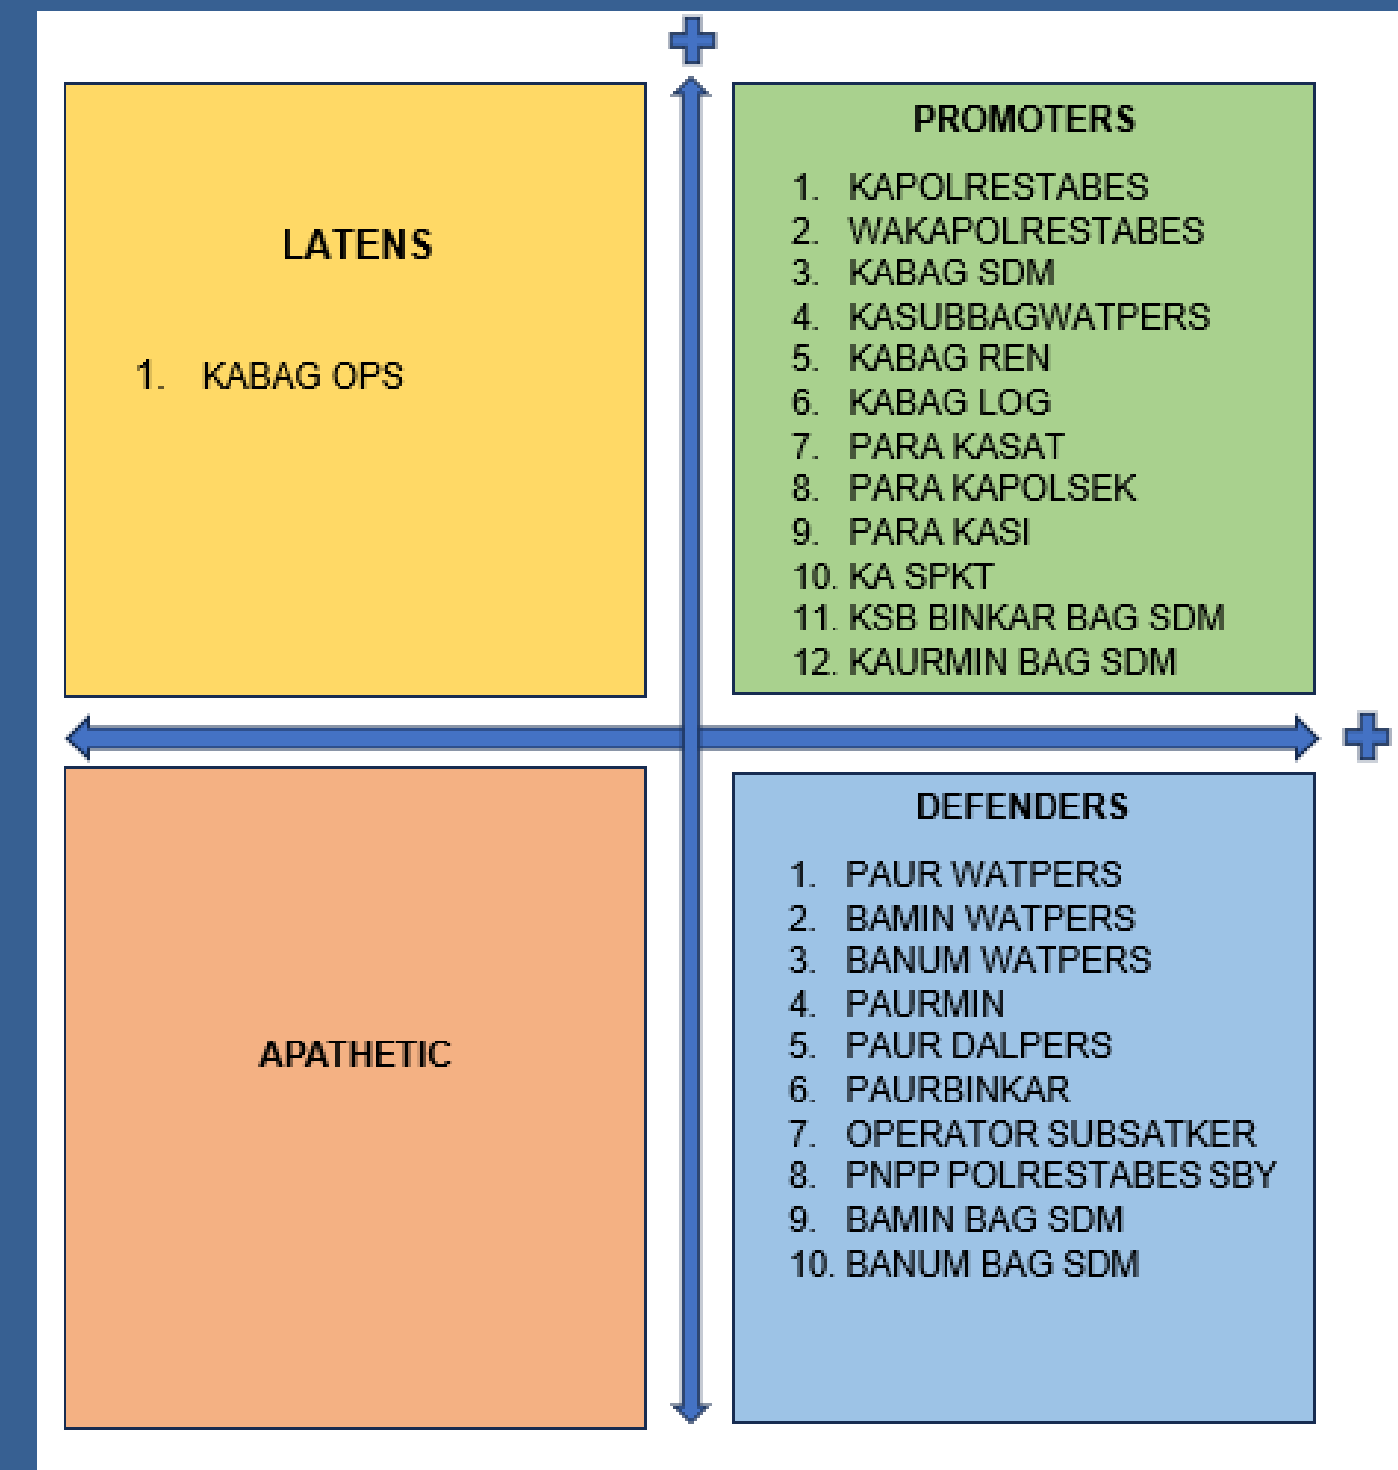 LATENS
1. KABAG OPS
PROMOTERS
1. KAPOLRESTABES
2. WAKAPOLRESTABES
3. KABAG SDM
4. KASUBBAGWATPERS
5. KABAG REN
6. KABAG LOG
7. PARA KASAT
8. PARA KAPOLSEK
9. PARA KASI
10. KA SPKT
11. KSB BINKAR BAG SDM
12. KAURMIN BAG SDM
APATHETIC
DEFENDERS
1. PAUR WATPERS
2. BAMIN WATPERS
3. BANUM WATPERS
4. PAURMIN
5. PAUR DALPERS
6. PAURBINKAR
7. OPERATOR SUBSATKER
8. PNPP POLRESTABES SBY
9. BAMIN BAG SDM
10. BANUM BAG SDM